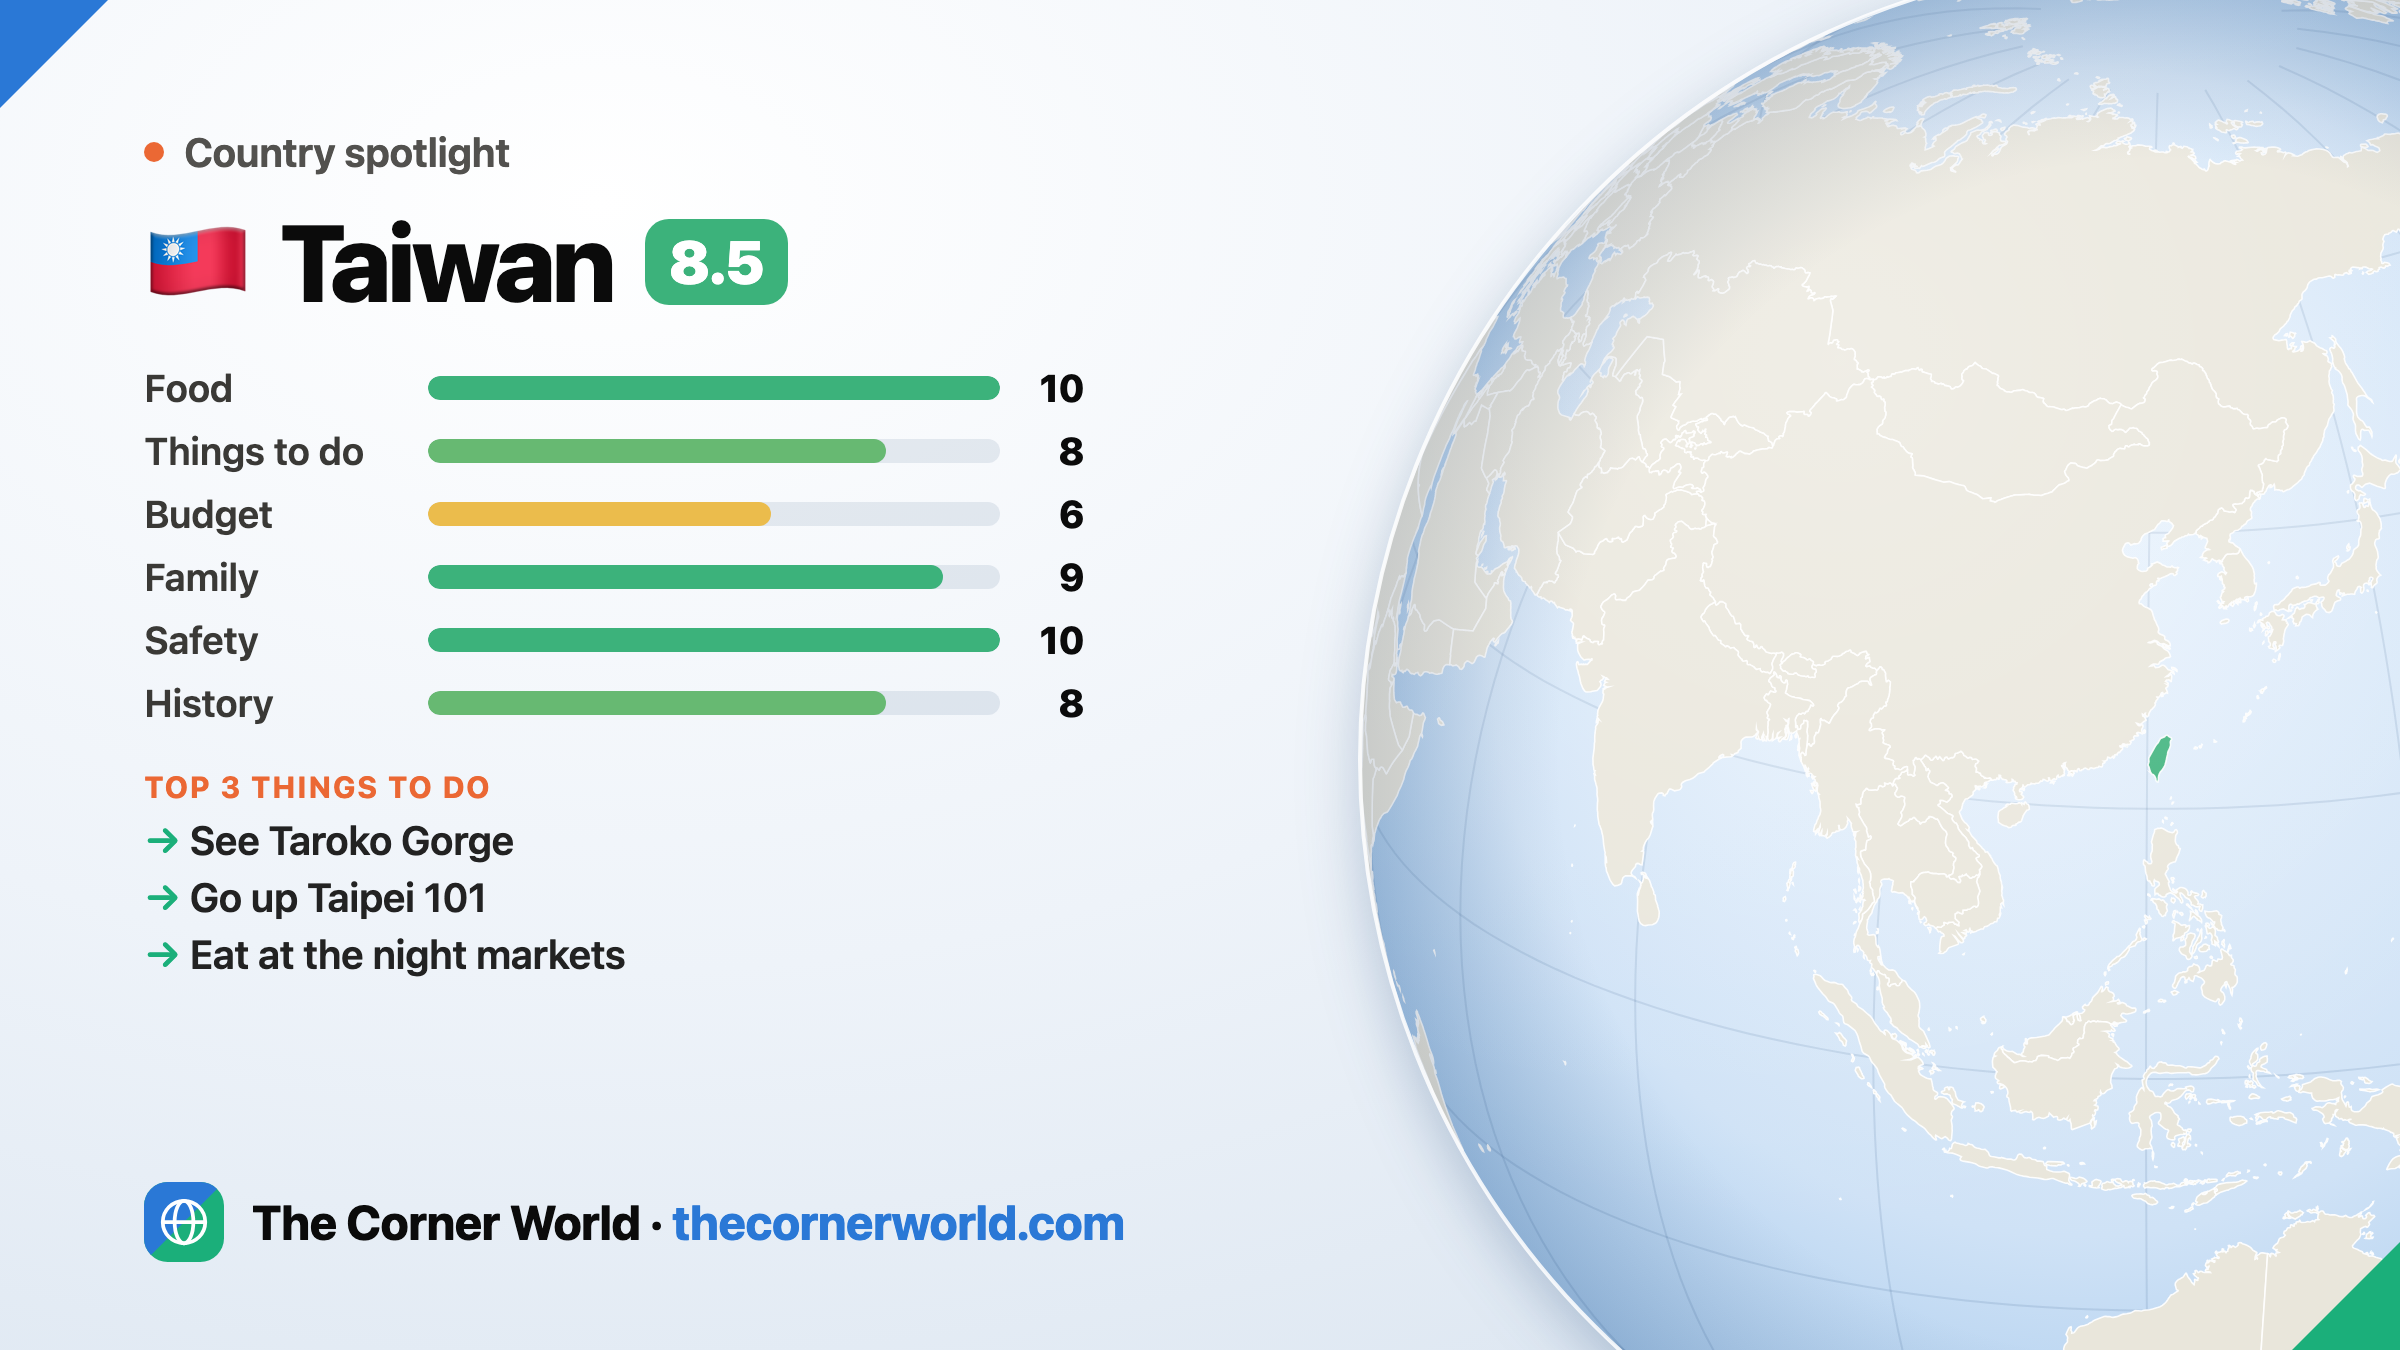 Country spotlight
Taiwan 8.5
Food 10
Things to do 8
Budget 6
Family 9
Safety 10
History 8
TOP 3 THINGS TO DO
→ See Taroko Gorge
→ Go up Taipei 101
→ Eat at the night markets
The Corner World · thecornerworld.com